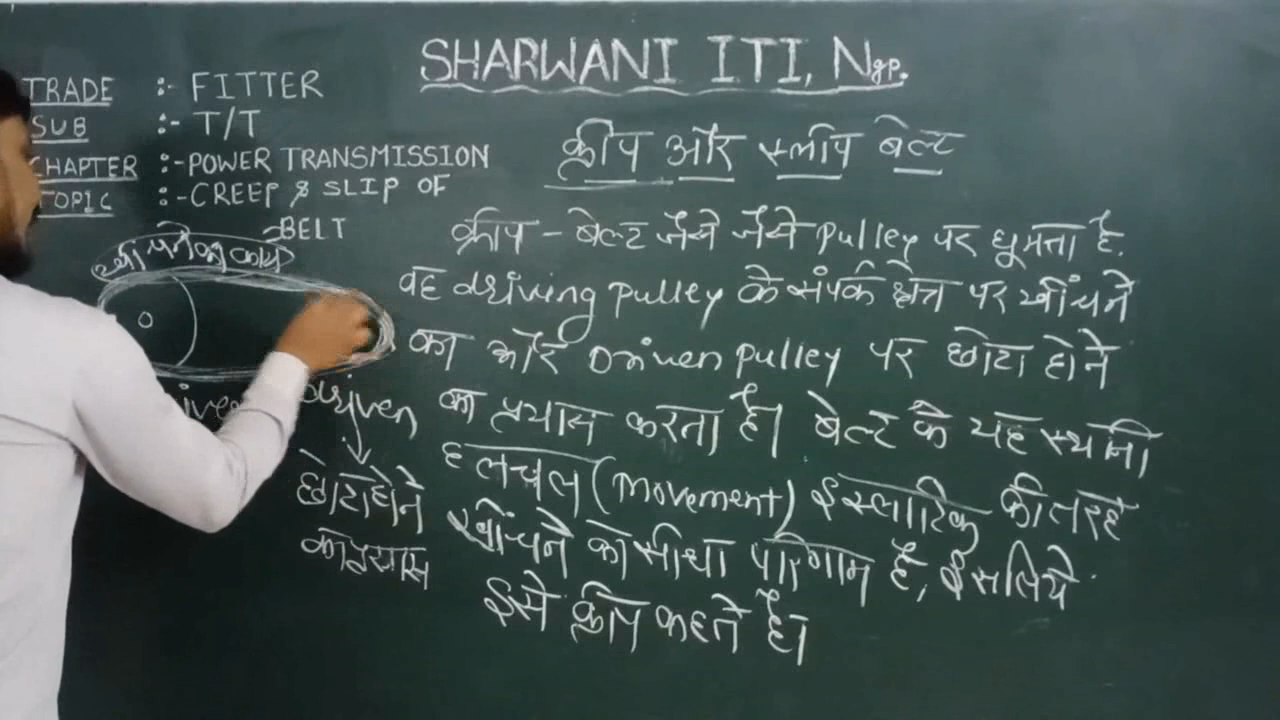 SHARWANI ITI, Ngp.
TRADE :- FITTER
SUB :- T/T
CHAPTER :- POWER TRANSMISSION
TOPIC :- CREEP & SLIP OF
BELT
क्रीप और स्लीप बेल्ट
क्रीप - बेल्ट जैसे जैसे pulley पर घूमता है.
वह driving pulley के संपर्क क्षेत्र पर खींचने
का और Driven pulley पर छोटा होने
का प्रयास करता है। बेल्ट के यह स्थानी
हलचल (movement) इस्लाटिक की तरह
खींचने का सीधा परिणाम है, इसलिये
इसे क्रीप कहते है।
का कार्य
driven
छोटा होने
का प्रयास